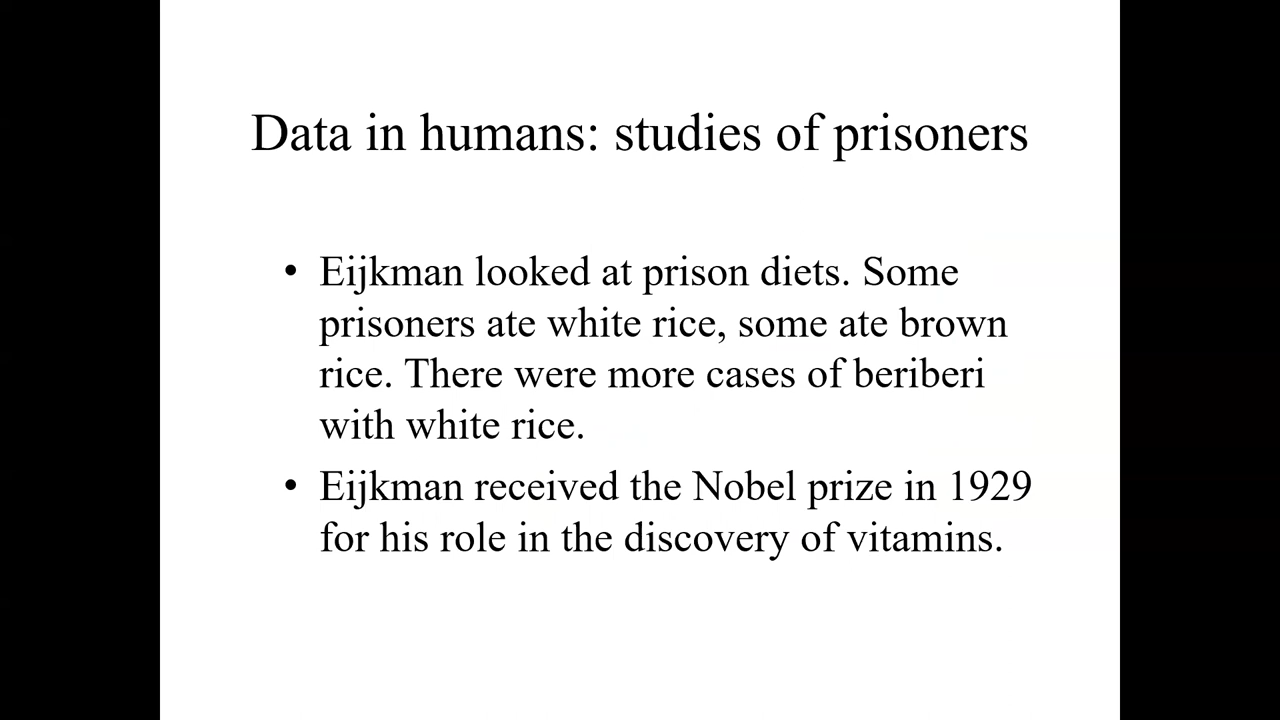 Data in humans: studies of prisoners
• Eijkman looked at prison diets. Some
prisoners ate white rice, some ate brown
rice. There were more cases of beriberi
with white rice.
• Eijkman received the Nobel prize in 1929
for his role in the discovery of vitamins.